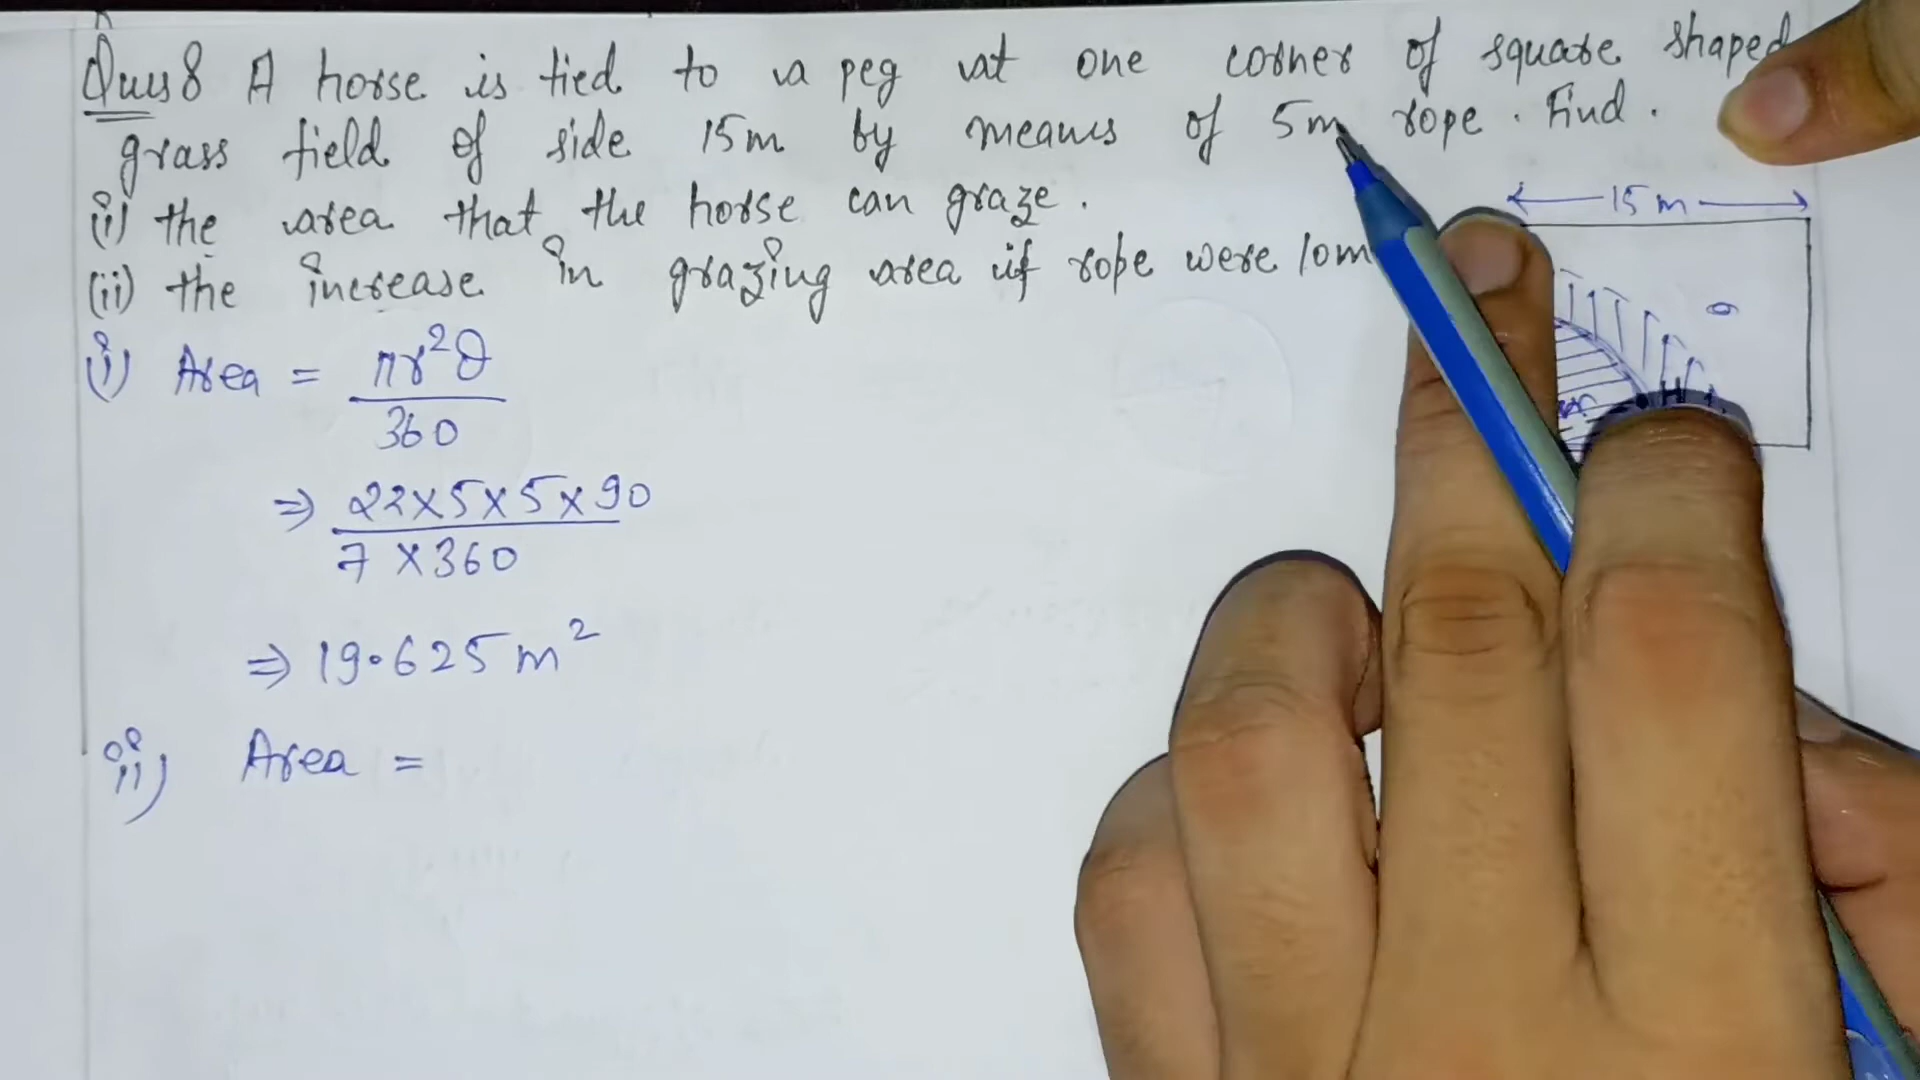 Ques 8 A horse is tied to a peg at one corner of square shaped
grass field of side 15m by means of 5m rope. Find.
(i) the area that the horse can graze.
(ii) the increase in grazing area if rope were 10m
15m
(i) Area = πr²θ
360
⇒ 22×5×5×90
7×360
⇒ 19.625 m²
ii) Area =
H